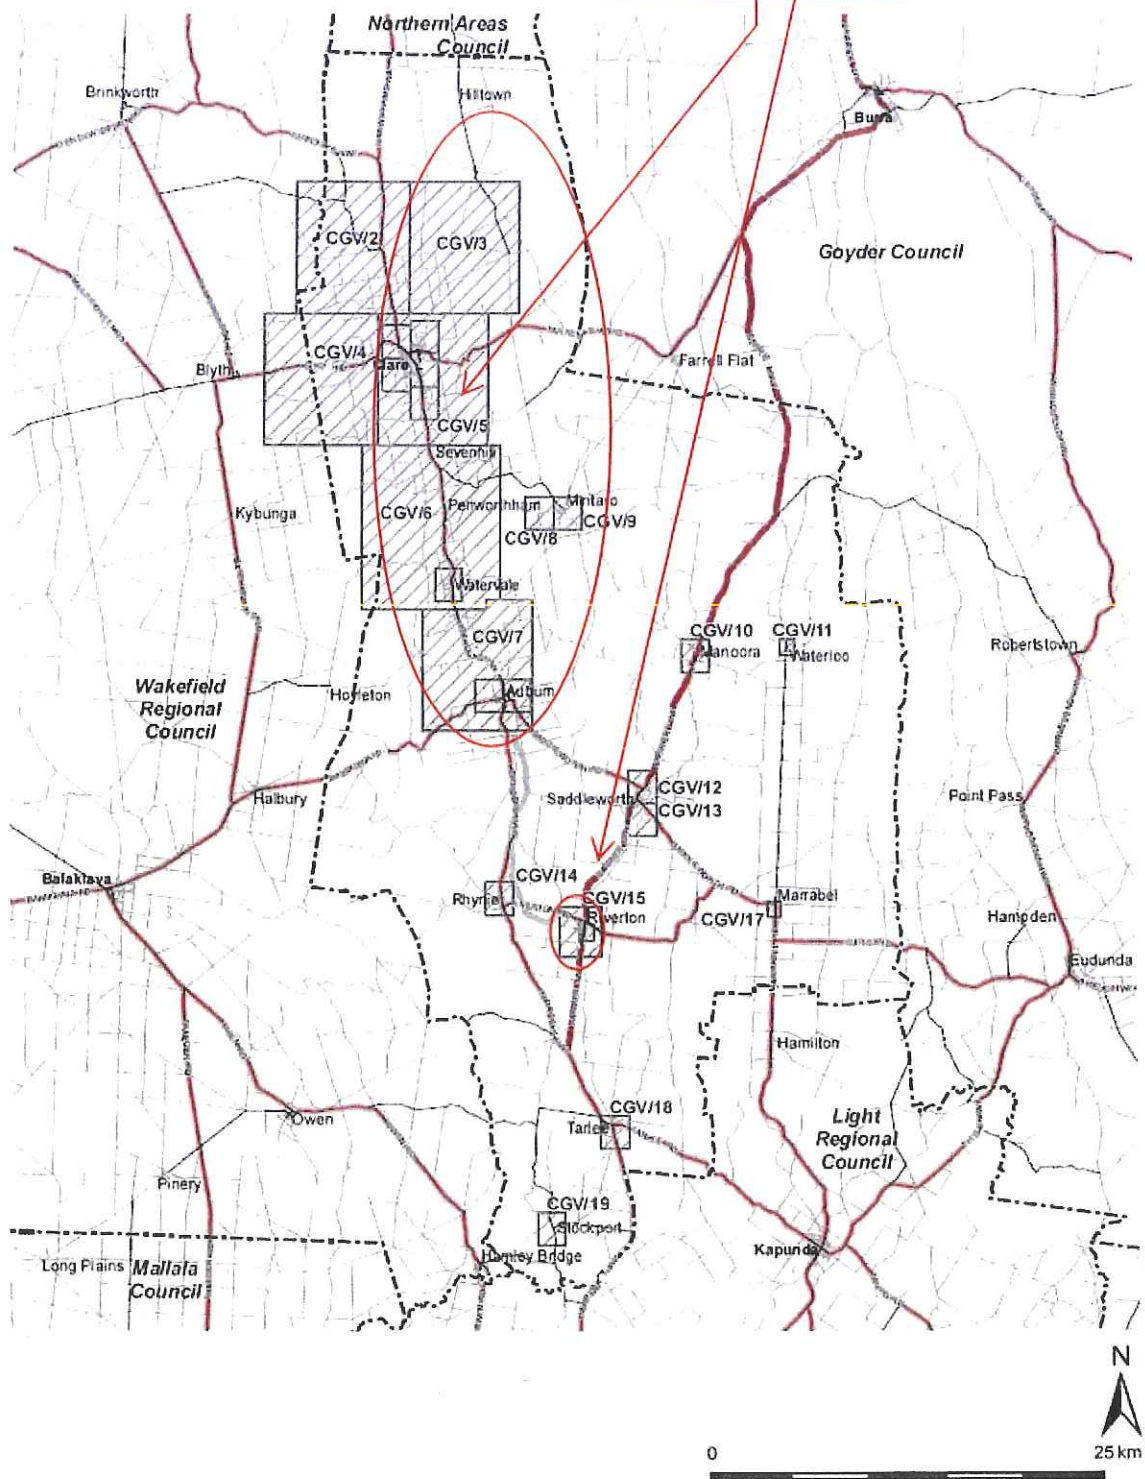 Northern Areas
Council
Brinkworth
Hilltown
Burra
CGV/2
CGV/3
Goyder Council
CGV/4
Blyth
Farrell Flat
CGV/5
Sevenhill
Kybunga
CGV/6
Penworthham
Mintaro
CGV/9
CGV/8
Watervale
CGV/7
CGV/10
Manoora
CGV/11
Waterloo
Robertstown
Wakefield
Regional
Council
Hoyleton
Auburn
Halbury
Saddleworth
CGV/12
CGV/13
Point Pass
Balaklava
CGV/14
Rhynie
CGV/15
Riverton
CGV/17
Marrabel
Hampden
Eudunda
Hamilton
Owen
CGV/18
Tarlee
Light
Regional
Council
Pinery
CGV/19
Stockport
Hamley Bridge
Kapunda
Long Plains
Mallala
Council
N
0
25 km